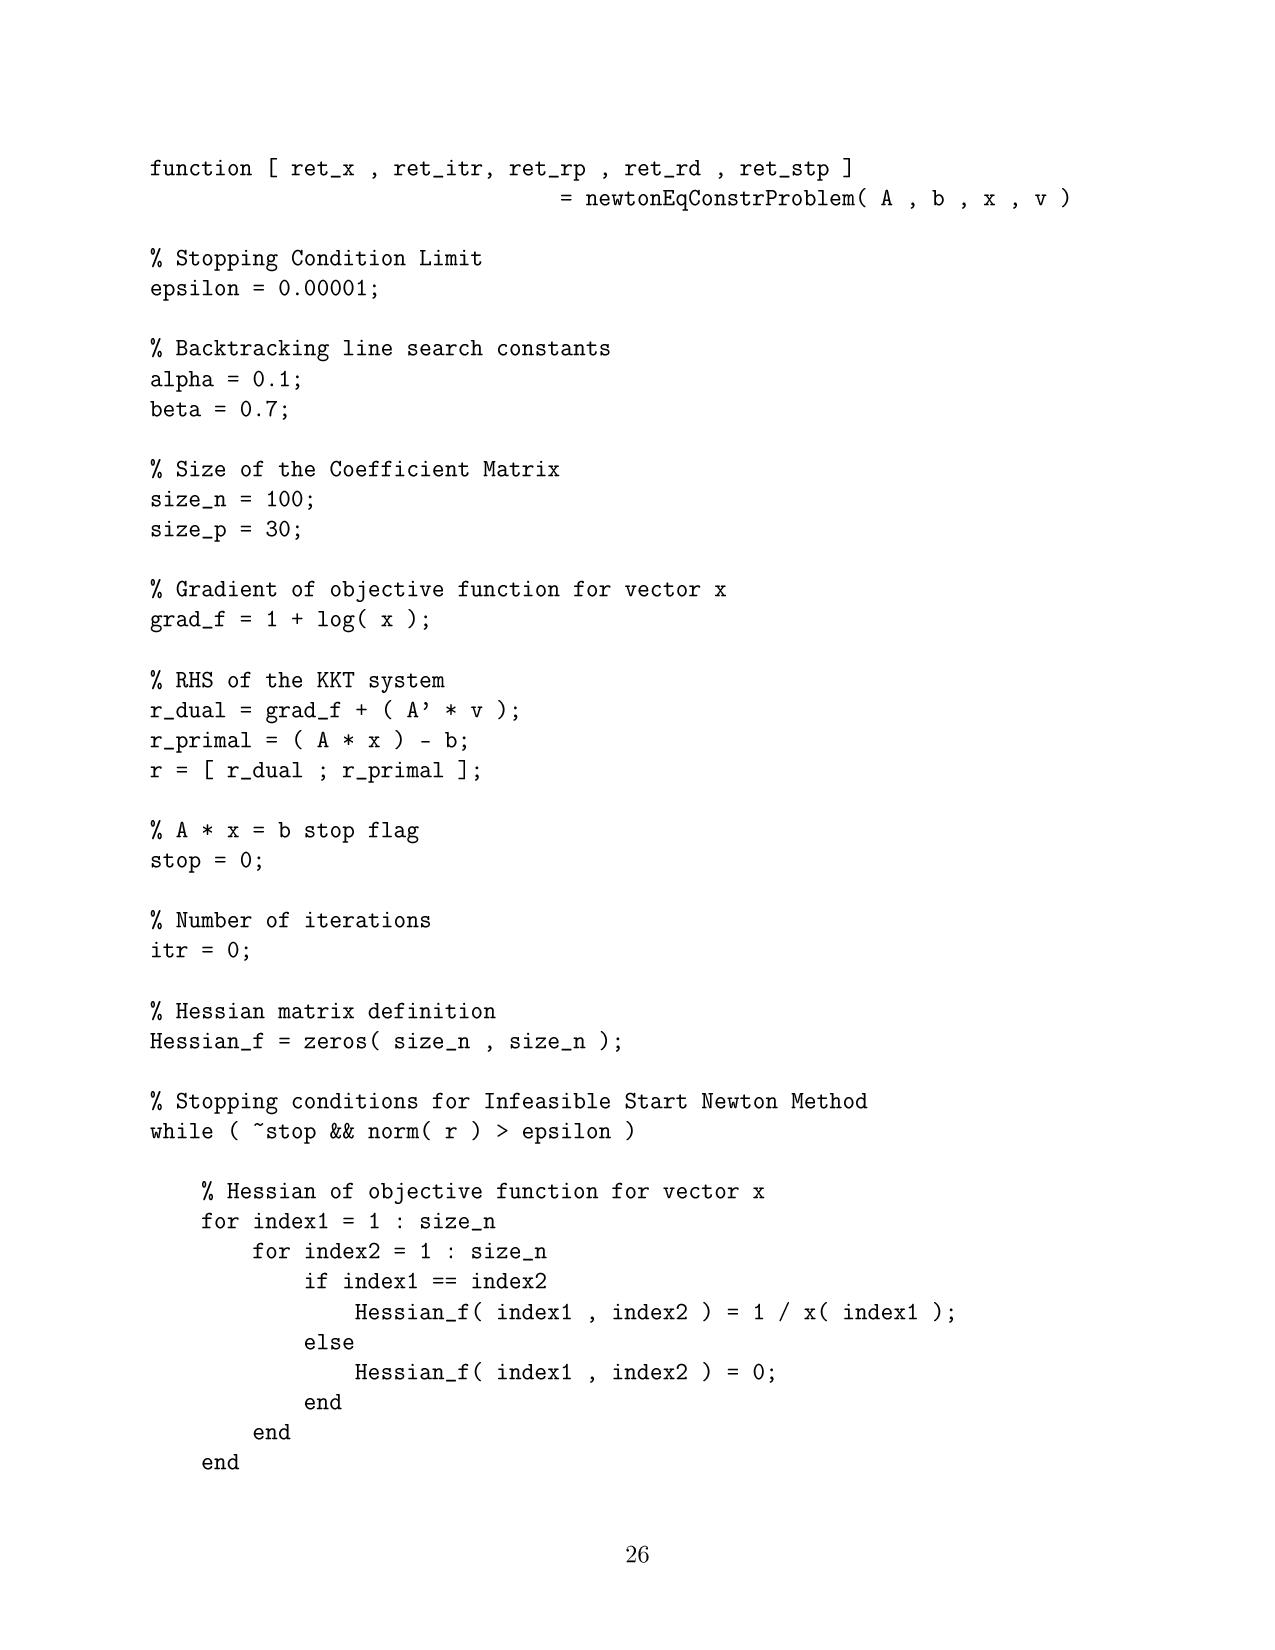 function [ ret_x , ret_itr, ret_rp , ret_rd , ret_stp ]
                                = newtonEqConstrProblem( A , b , x , v )
% Stopping Condition Limit
epsilon = 0.00001;
% Backtracking line search constants
alpha = 0.1;
beta = 0.7;
% Size of the Coefficient Matrix
size_n = 100;
size_p = 30;
% Gradient of objective function for vector x
grad_f = 1 + log( x );
% RHS of the KKT system
r_dual = grad_f + ( A’ * v );
r_primal = ( A * x ) - b;
r = [ r_dual ; r_primal ];
% A * x = b stop flag
stop = 0;
% Number of iterations
itr = 0;
% Hessian matrix definition
Hessian_f = zeros( size_n , size_n );
% Stopping conditions for Infeasible Start Newton Method
while ( ~stop && norm( r ) > epsilon )
    % Hessian of objective function for vector x
    for index1 = 1 : size_n
        for index2 = 1 : size_n
            if index1 == index2
                Hessian_f( index1 , index2 ) = 1 / x( index1 );
            else
                Hessian_f( index1 , index2 ) = 0;
            end
        end
    end
26